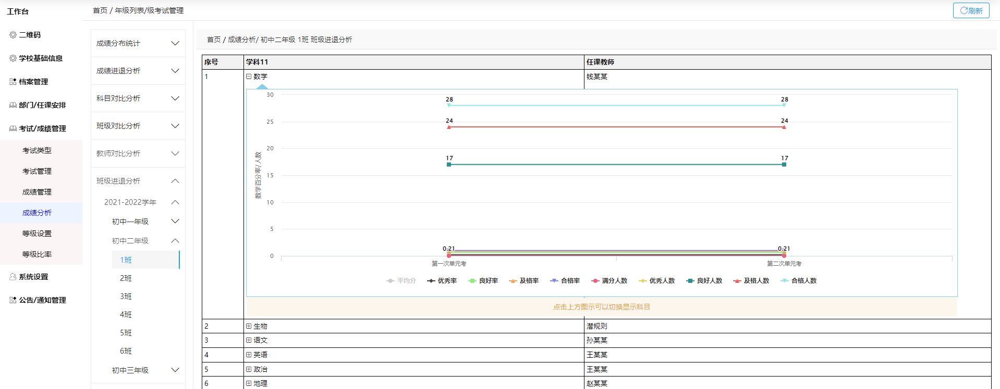 工作台
二维码
学校基础信息
档案管理
部门/任课安排
考试/成绩管理
考试类型
考试管理
成绩管理
成绩分析
等级设置
等级比率
系统设置
公告/通知管理
首页 / 年级列表/级考试管理
刷新
成绩分布统计
成绩进退分析
科目对比分析
班级对比分析
教师对比分析
班级进退分析
2021-2022学年
初中一年级
初中二年级
1班
2班
3班
4班
5班
6班
初中三年级
首页 / 成绩分析/ 初中二年级 1班 班级进退分析
序号 学科11 任课教师
1 数学 钱某某
数学百分率/人数
30
25
20
15
10
5
0
28 28
24 24
17 17
0.21 0.21
第一次单元考 第二次单元考
平均分 优秀率 良好率 及格率 合格率 满分人数 优秀人数 良好人数 及格人数 合格人数
点击上方图示可以切换显示科目
2 生物 潜规则
3 语文 孙某某
4 英语 王某某
5 政治 王某某
6 地理 赵某某